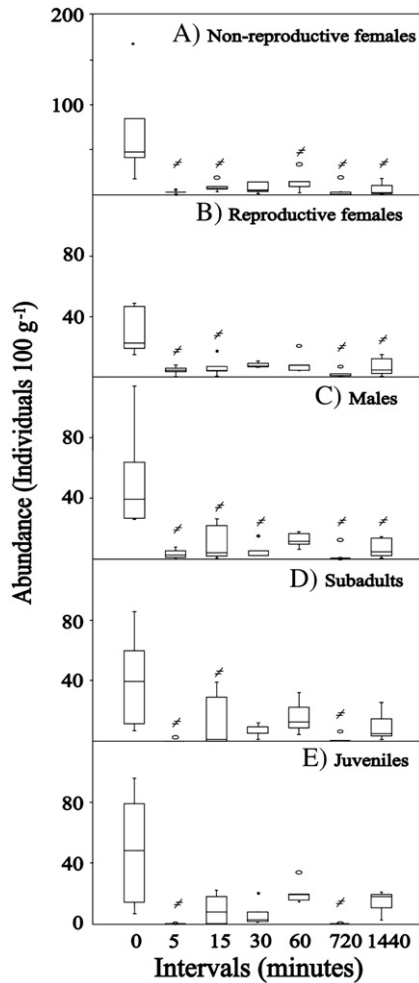 200
A) Non-reproductive females
100
B) Reproductive females
80
40
C) Males
80
40
D) Subadults
80
40
E) Juveniles
80
40
0
0 5 15 30 60 720 1440
Intervals (minutes)
Abundance (Individuals 100 g⁻¹)